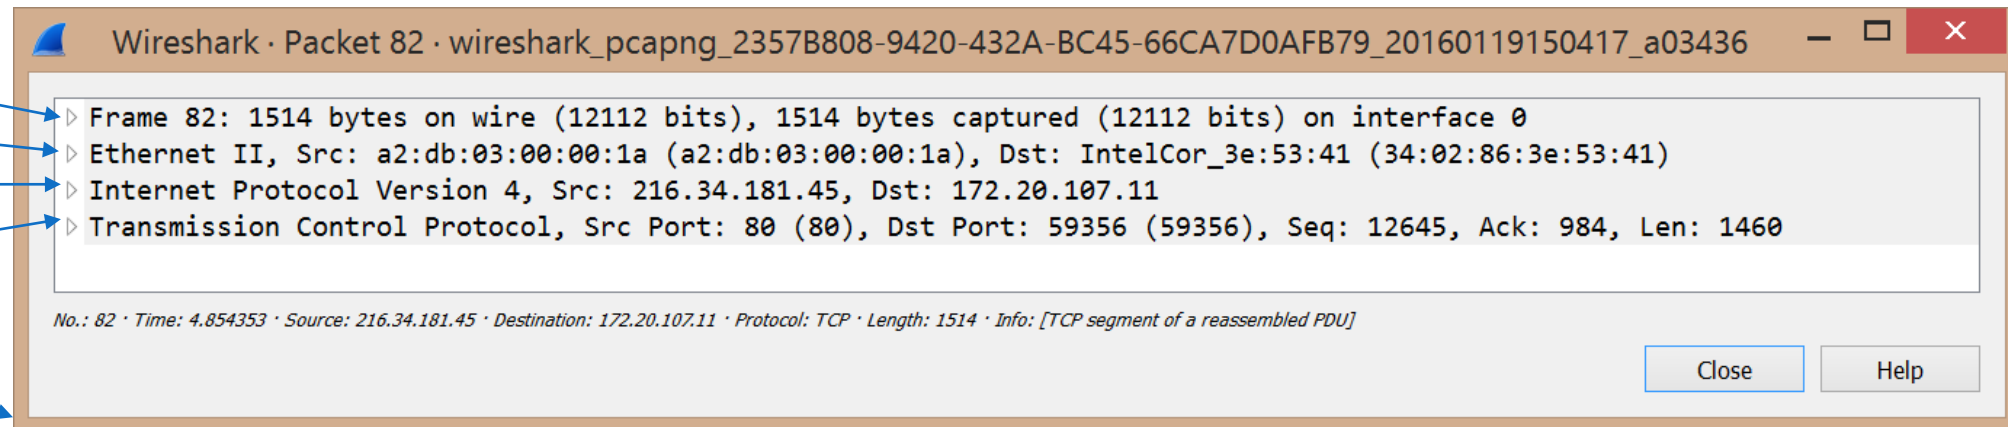 Wireshark · Packet 82 · wireshark_pcapng_2357B808-9420-432A-BC45-66CA7D0AFB79_20160119150417_a03436
Frame 82: 1514 bytes on wire (12112 bits), 1514 bytes captured (12112 bits) on interface 0
Ethernet II, Src: a2:db:03:00:00:1a (a2:db:03:00:00:1a), Dst: IntelCor_3e:53:41 (34:02:86:3e:53:41)
Internet Protocol Version 4, Src: 216.34.181.45, Dst: 172.20.107.11
Transmission Control Protocol, Src Port: 80 (80), Dst Port: 59356 (59356), Seq: 12645, Ack: 984, Len: 1460
No.: 82 · Time: 4.854353 · Source: 216.34.181.45 · Destination: 172.20.107.11 · Protocol: TCP · Length: 1514 · Info: [TCP segment of a reassembled PDU]
Close Help